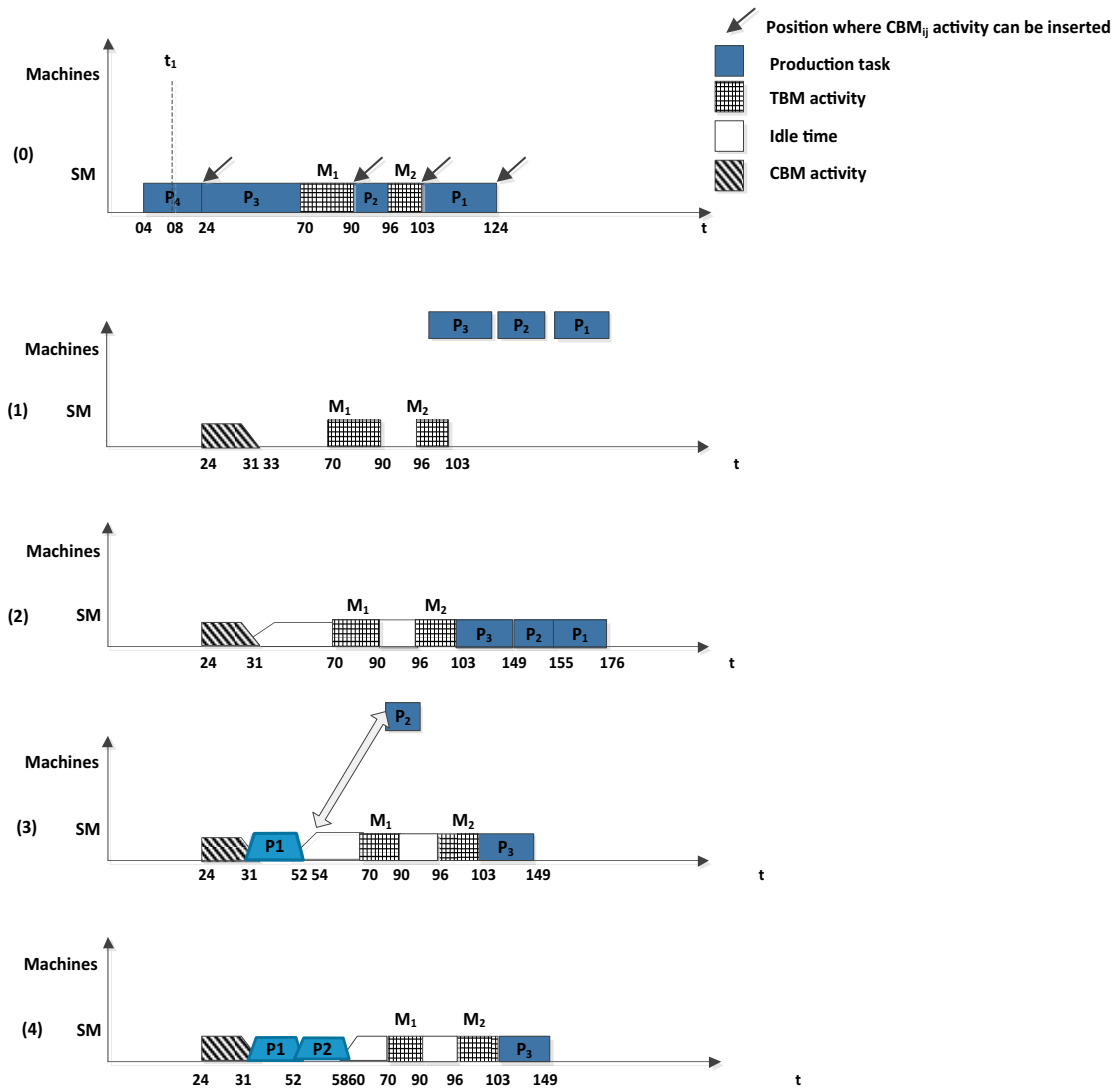 Position where CBMij activity can be inserted
Production task
TBM activity
Idle time
CBM activity
Machines
t1
(0)
SM
P4
P3
M1
P2
M2
P1
04 08 24 70 90 96 103 124 t
P3 P2 P1
Machines
(1)
SM
M1 M2
24 31 33 70 90 96 103 t
Machines
(2)
SM
M1 M2
P3 P2 P1
24 31 70 90 96 103 149 155 176 t
P2
Machines
(3)
SM
M1 M2
P1 P3
24 31 52 54 70 90 96 103 149 t
Machines
(4)
SM
M1 M2
P1 P2 P3
24 31 52 5860 70 90 96 103 149 t